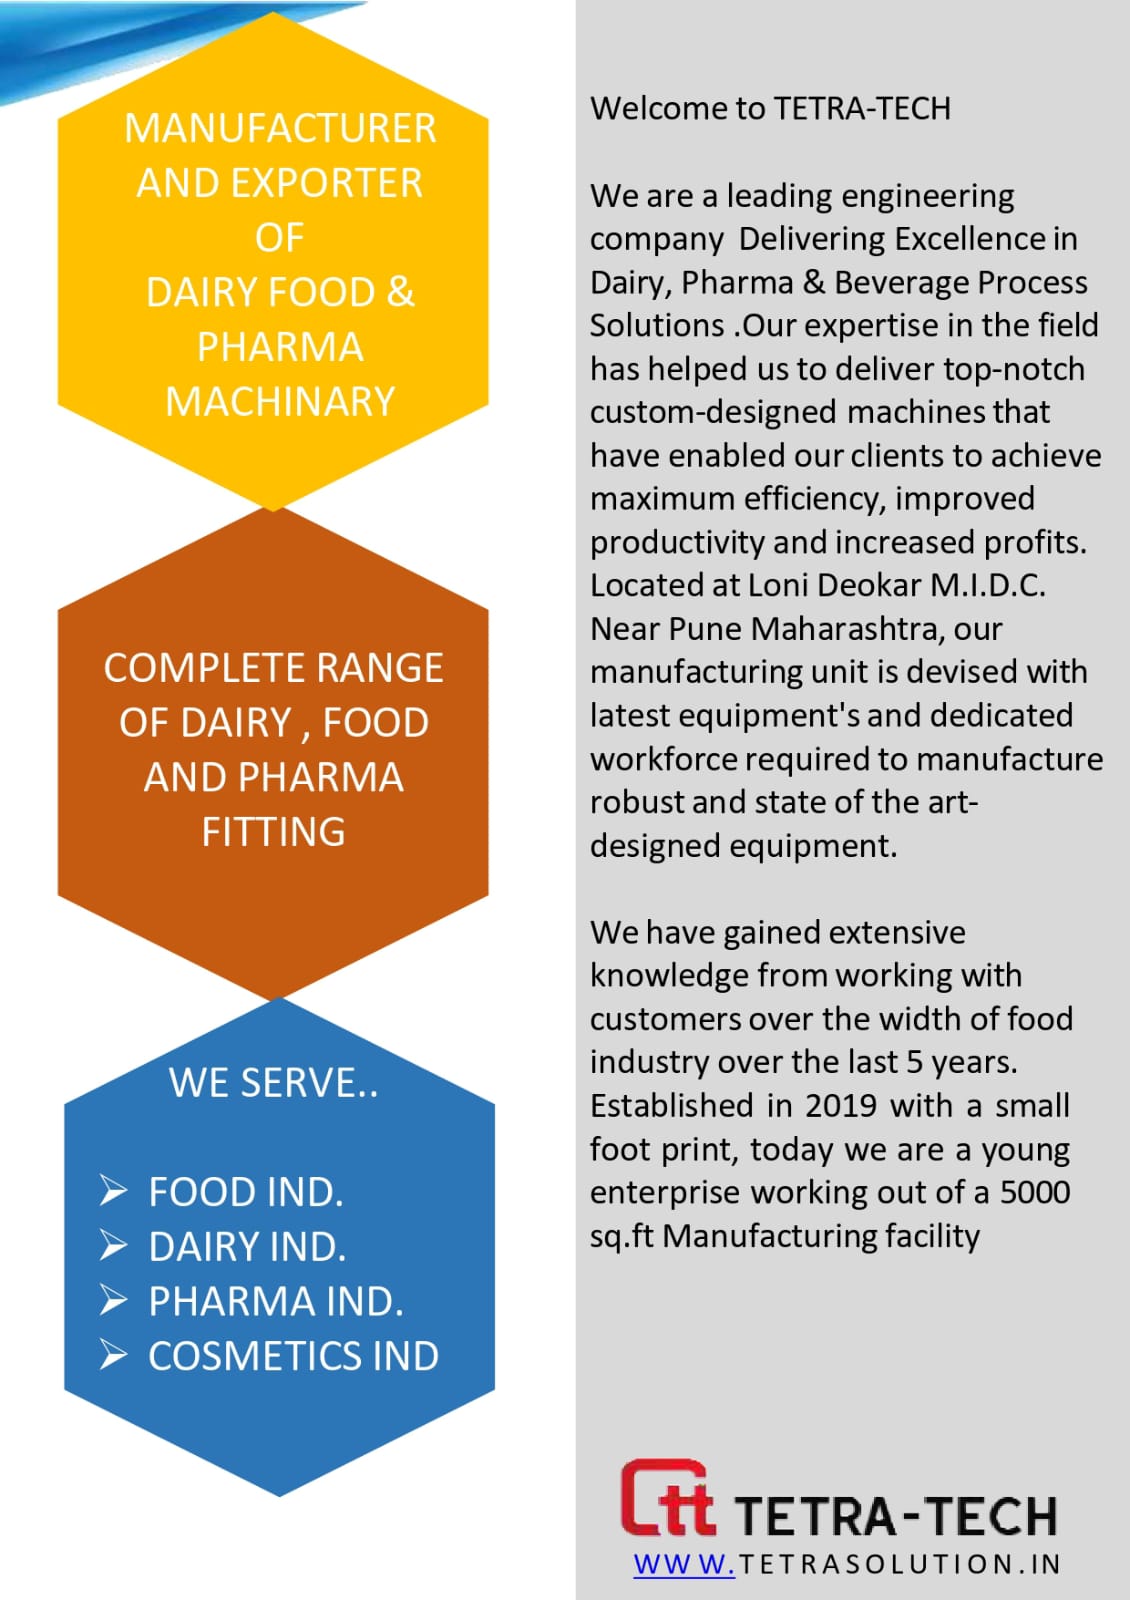 MANUFACTURER
AND EXPORTER
OF
DAIRY FOOD &
PHARMA
MACHINARY
COMPLETE RANGE
OF DAIRY , FOOD
AND PHARMA
FITTING
WE SERVE..
➢ FOOD IND.
➢ DAIRY IND.
➢ PHARMA IND.
➢ COSMETICS IND
Welcome to TETRA-TECH
We are a leading engineering
company Delivering Excellence in
Dairy, Pharma & Beverage Process
Solutions .Our expertise in the field
has helped us to deliver top-notch
custom-designed machines that
have enabled our clients to achieve
maximum efficiency, improved
productivity and increased profits.
Located at Loni Deokar M.I.D.C.
Near Pune Maharashtra, our
manufacturing unit is devised with
latest equipment's and dedicated
workforce required to manufacture
robust and state of the art-
designed equipment.
We have gained extensive
knowledge from working with
customers over the width of food
industry over the last 5 years.
Established in 2019 with a small
foot print, today we are a young
enterprise working out of a 5000
sq.ft Manufacturing facility
tt TETRA-TECH
WWW.TETRASOLUTION.IN